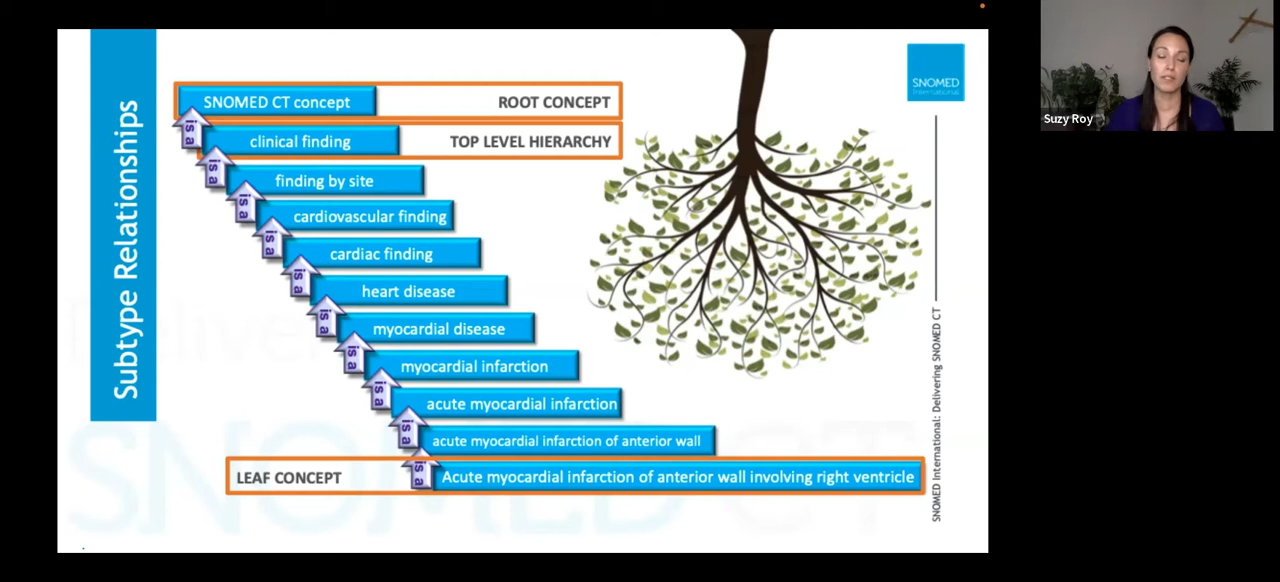 Subtype Relationships
SNOMED CT concept
ROOT CONCEPT
is a
clinical finding
TOP LEVEL HIERARCHY
is a
finding by site
is a
cardiovascular finding
is a
cardiac finding
is a
heart disease
is a
myocardial disease
is a
myocardial infarction
is a
acute myocardial infarction
is a
acute myocardial infarction of anterior wall
is a
LEAF CONCEPT
Acute myocardial infarction of anterior wall involving right ventricle
SNOMED
International
SNOMED International: Delivering SNOMED CT
SNOMED CT
Suzy Roy